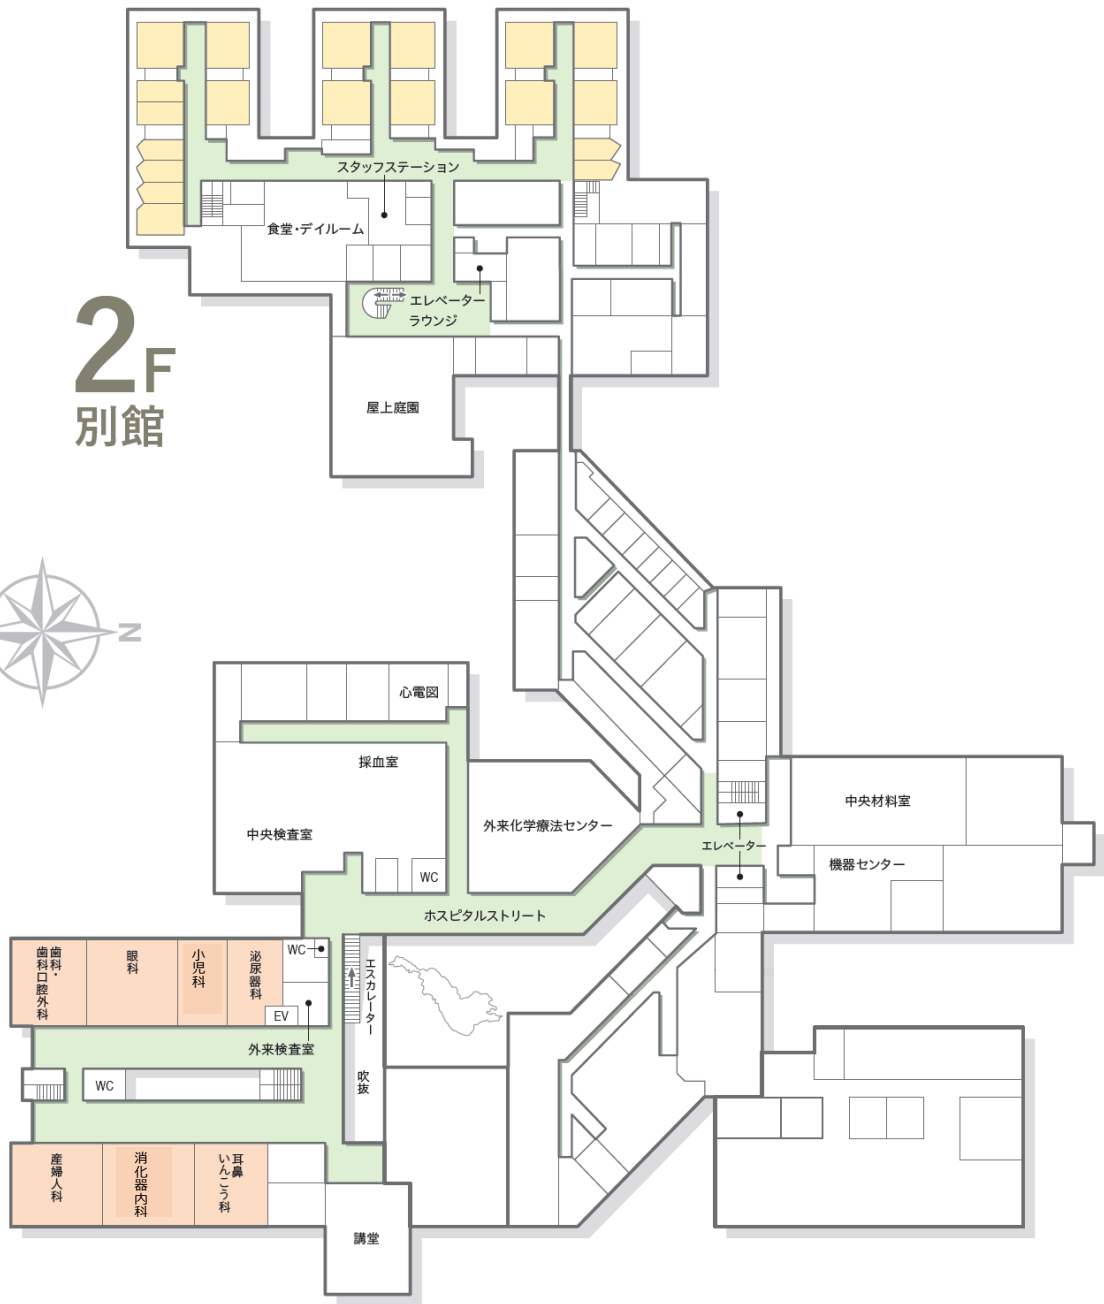 スタッフステーション
食堂・デイルーム
エレベーター
ラウンジ
2F
別館
屋上庭園
N
心電図
採血室
中央検査室
外来化学療法センター
WC
中央材料室
エレベーター
機器センター
ホスピタルストリート
歯科・
歯科口腔外科
眼科
小児科
泌尿器科
WC
EV
エスカレーター
外来検査室
吹抜
WC
産婦人科
消化器内科
耳鼻
いんこう科
講堂